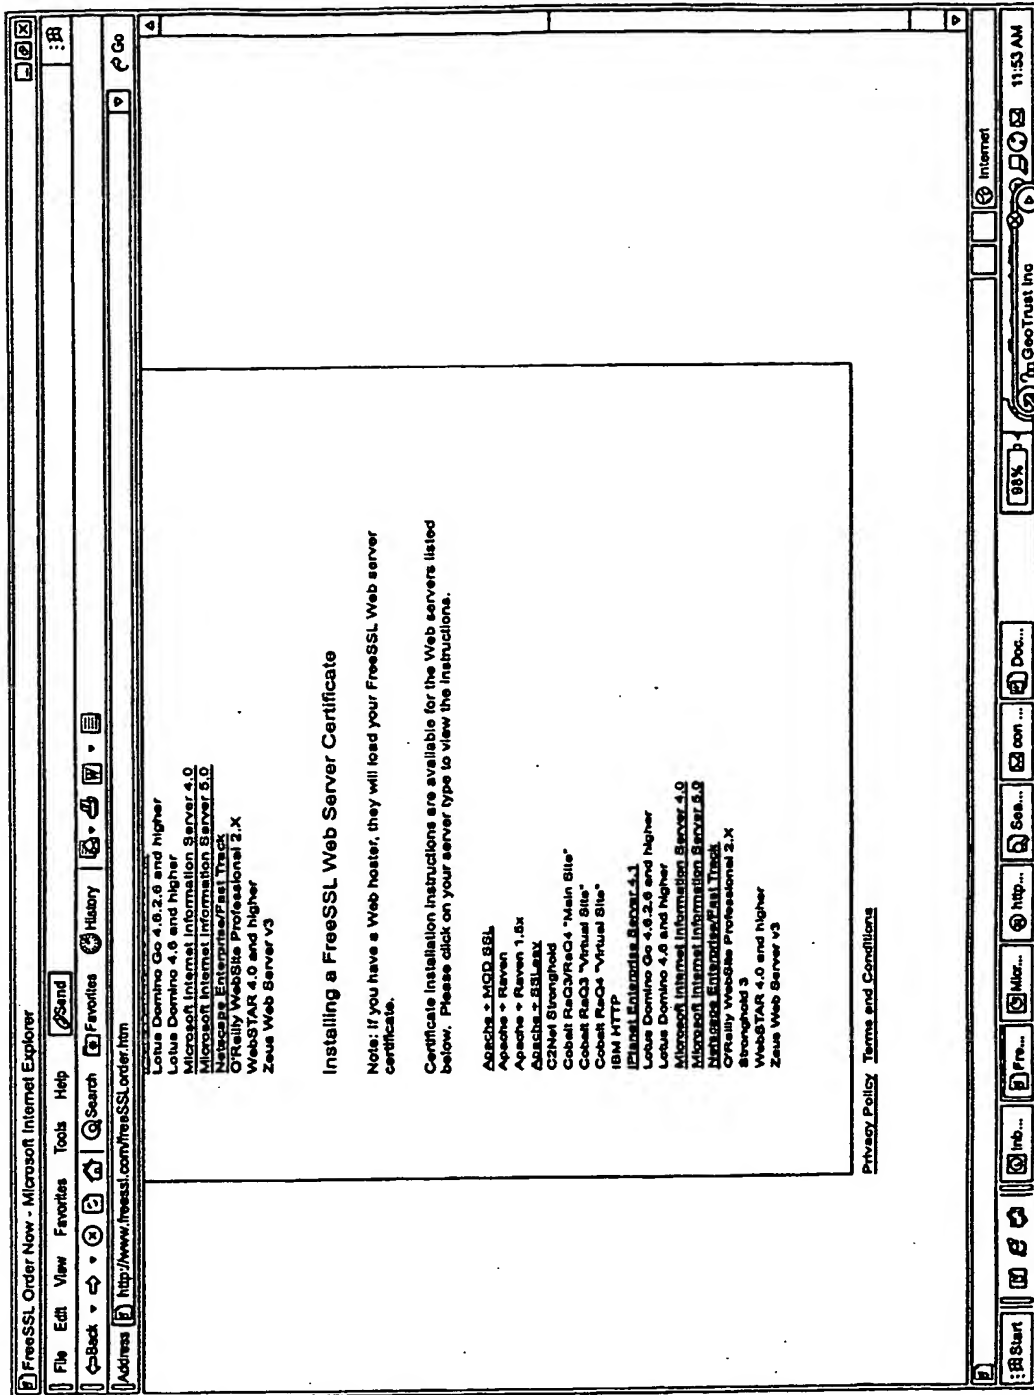 FreeSSL Order Now - Microsoft Internet Explorer
File Edit View Favorites Tools Help Send
Back Search Favorites History
Address http://www.freessl.com/freeSSLorder.htm Go
Lotus Domino Go 4.6.2.6 and higher
Lotus Domino 4.6 and higher
Microsoft Internet Information Server 4.0
Microsoft Internet Information Server 5.0
Netscape Enterprise/Fast Track
O'Reilly WebSite Professional 2.X
WebSTAR 4.0 and higher
Zeus Web Server v3
Installing a FreeSSL Web Server Certificate
Note: If you have a Web hoster, they will load your FreeSSL Web server
certificate.
Certificate installation instructions are available for the Web servers listed
below. Please click on your server type to view the instructions.
Apache + MOD SSL
Apache + Raven
Apache + Raven 1.5x
Apache + SSLeay
C2Net Stronghold
Cobalt RaQ3/RaQ4 "Main Site"
Cobalt RaQ3 "Virtual Site"
Cobalt RaQ4 "Virtual Site"
IBM HTTP
iPlanet Enterprise Server 4.1
Lotus Domino Go 4.6.2.6 and higher
Lotus Domino 4.6 and higher
Microsoft Internet Information Server 4.0
Microsoft Internet Information Server 5.0
Netscape Enterprise/Fast Track
O'Reilly WebSite Professional 2.X
Stronghold 3
WebSTAR 4.0 and higher
Zeus Web Server v3
Privacy Policy Terms and Conditions
Internet
Start Inb... Fre... Micr... http... Sea... con ... Doc... 98% GeoTrust Inc 11:53 AM